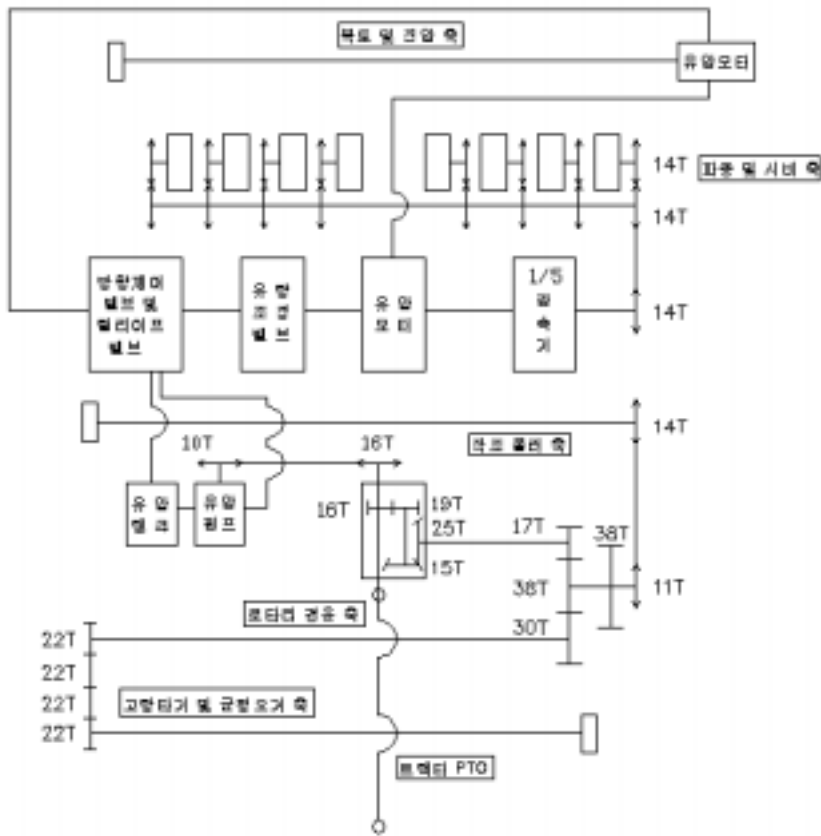 복토 및 진압 축
유압모터
14T
파종 및 시비 축
14T
방향제어
밸브 및
릴리이프
밸브
유량
조절
밸브
유압
모터
1/5
감속
기
14T
14T
작조 롤러 축
10T
16T
유압
탱크
유압
펌프
16T
19T
25T
15T
17T
38T
38T
11T
로타리 경운 축
30T
22T
22T
22T
고랑타기 및 균평 축
22T
트랙터 PTO